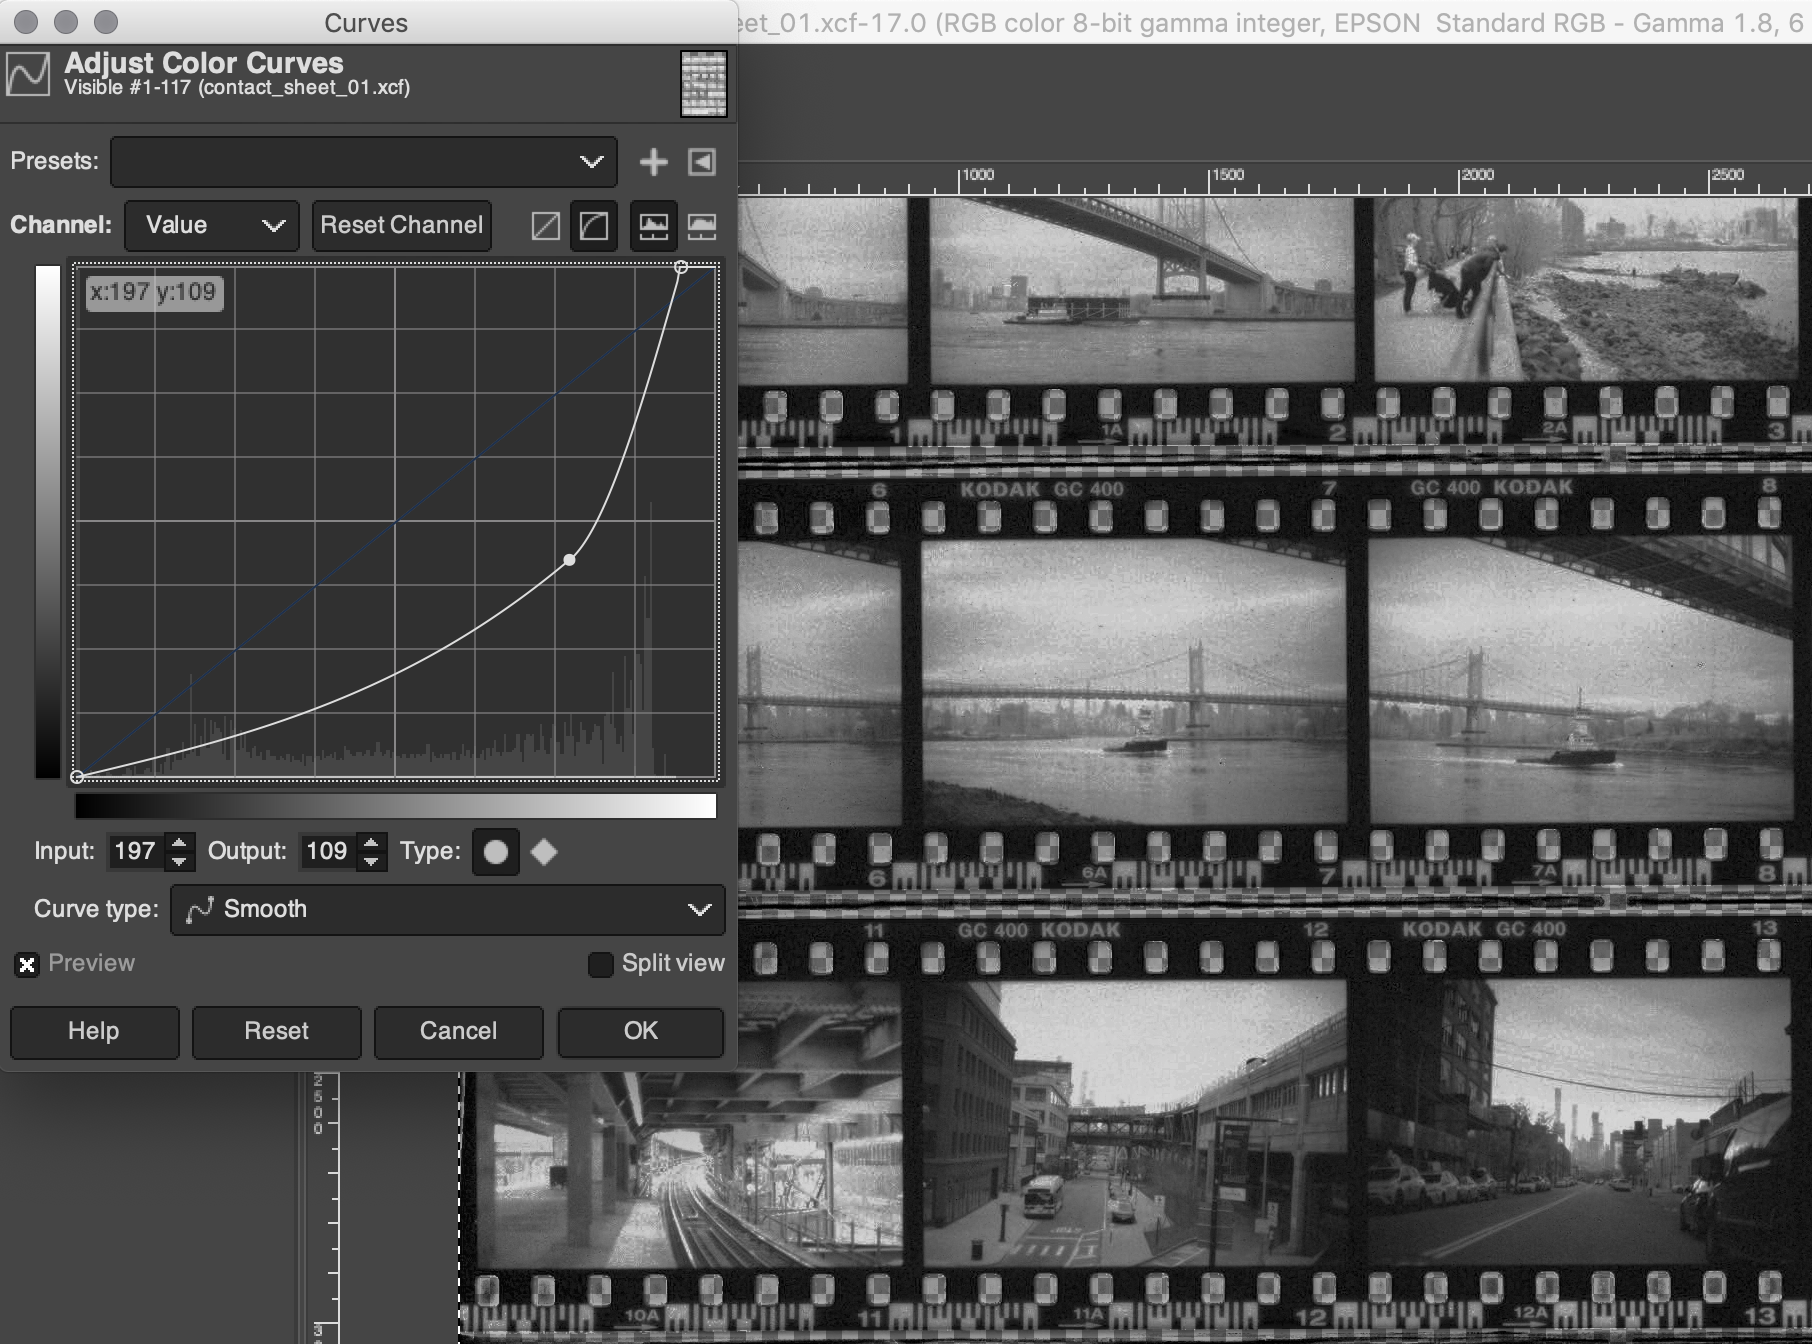 Curves
eet_01.xcf-17.0 (RGB color 8-bit gamma integer, EPSON  Standard RGB - Gamma 1.8, 6
Adjust Color Curves
Visible #1-117 (contact_sheet_01.xcf)
Presets:
Channel: Value Reset Channel
x:197 y:109
Input: 197 Output: 109 Type:
Curve type: Smooth
Preview Split view
Help Reset Cancel OK
1000 1500 2000 2500
1 1A 2 2A 3
6 KODAK GC 400 7 GC 400 KODAK 8
6 6A 7 7A 8
11 GC 400 KODAK 12 KODAK GC 400 13
2500
3
10A 11 11A 12 12A 13